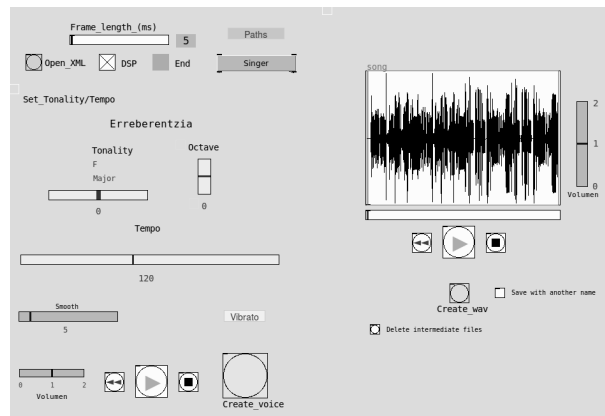 Frame_length_(ms)
5
Paths
Open_XML
DSP
End
Singer
Set_Tonality/Tempo
Erreberentzia
Tonality
Octave
F
Major
0
0
Tempo
120
Smooth
5
Vibrato
0 1 2
Volumen
Create_voice
song
2
1
0
Volumen
Create_wav
Save with another name
Delete intermediate files